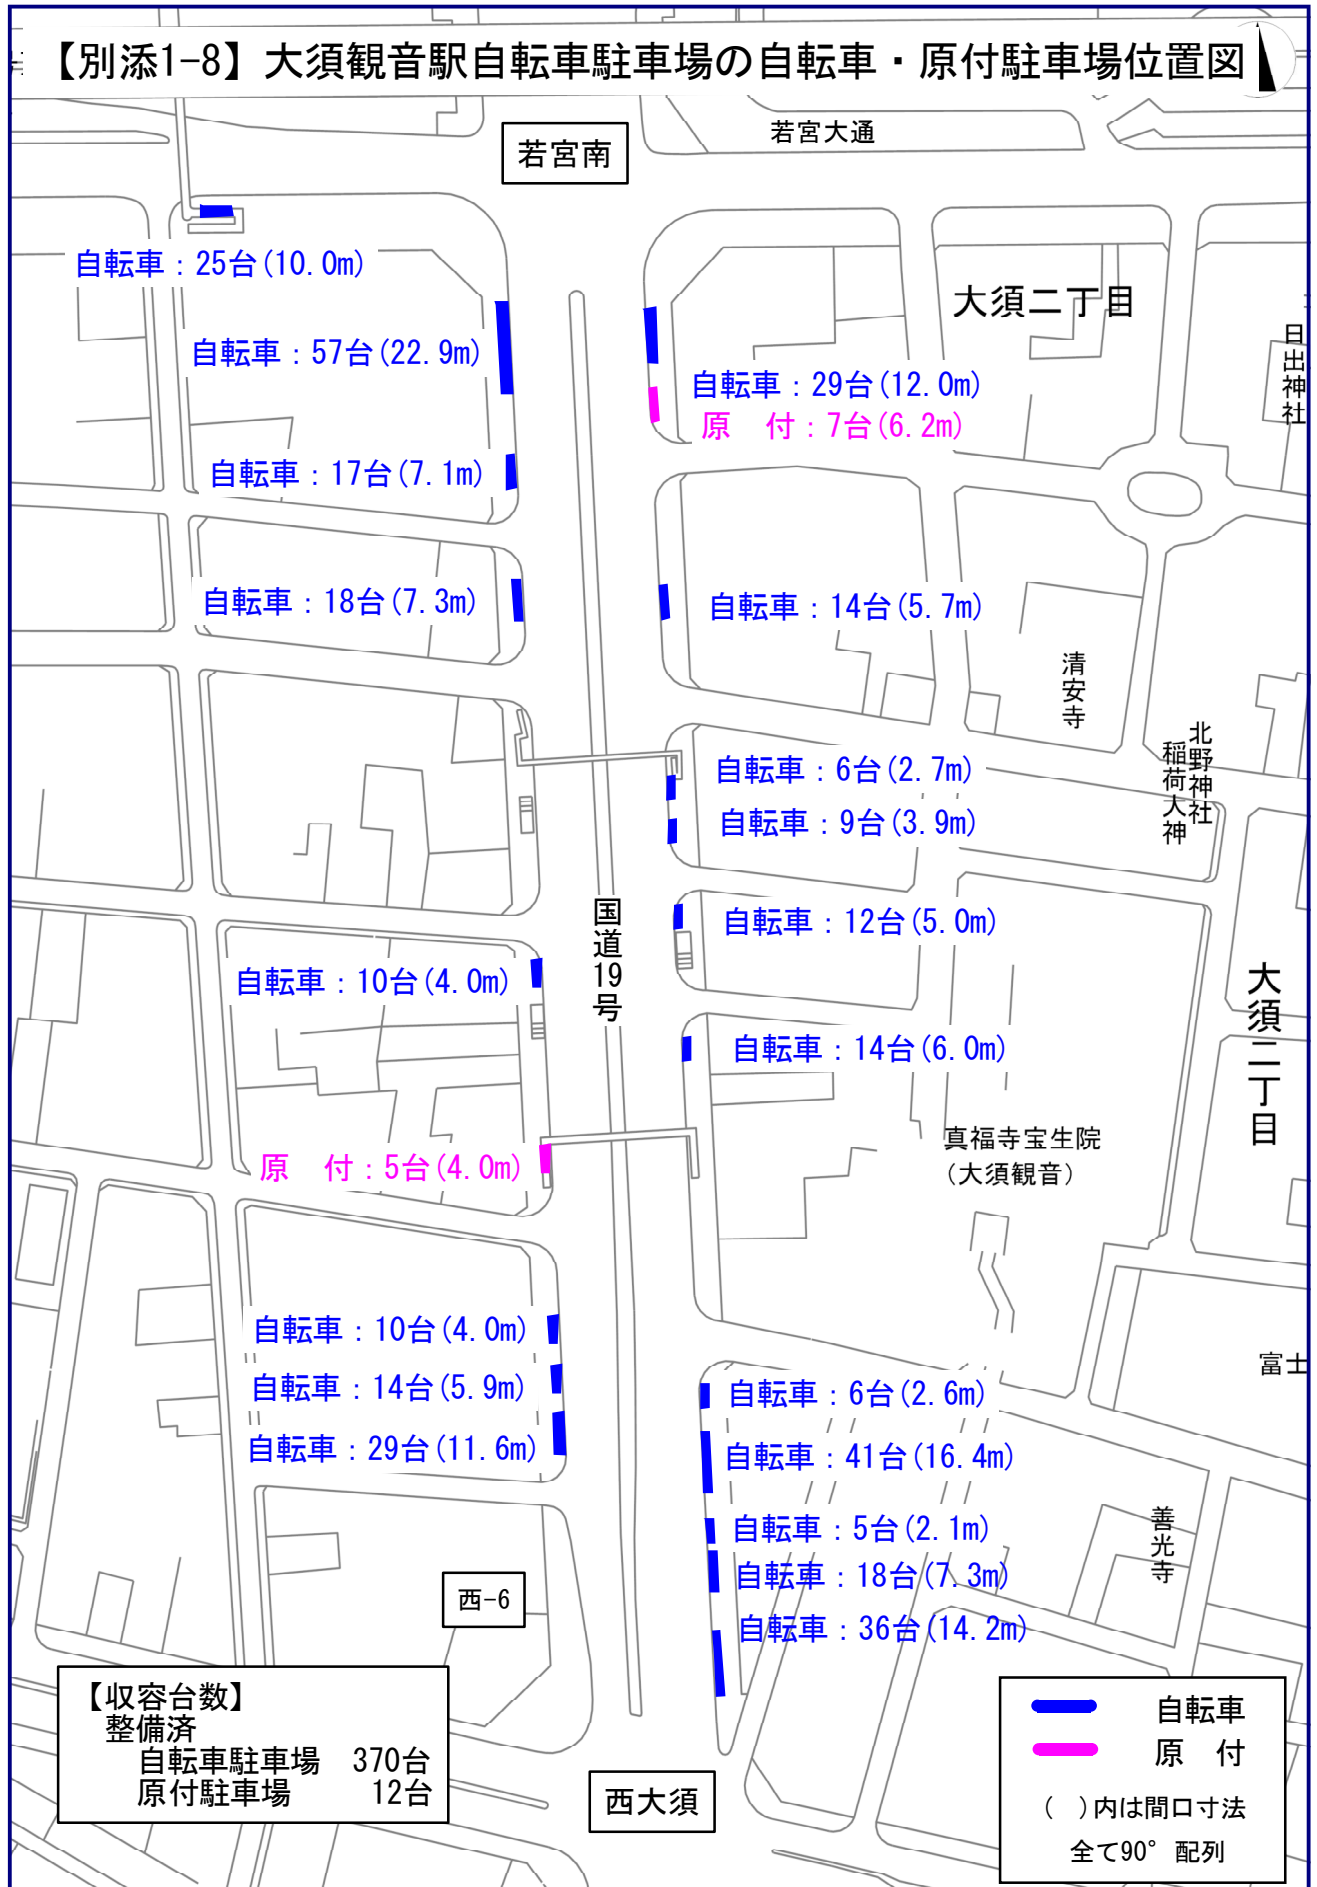 【別添1-8】大須観音駅自転車駐車場の自転車・原付駐車場位置図
若宮大通
若宮南
自転車：25台(10.0m)
大須二丁目
日出神社
自転車：57台(22.9m)
自転車：29台(12.0m)
原　付：7台(6.2m)
自転車：17台(7.1m)
自転車：18台(7.3m)
自転車：14台(5.7m)
清安寺
北野神社
稲荷大神
自転車：6台(2.7m)
自転車：9台(3.9m)
国道19号
自転車：12台(5.0m)
自転車：10台(4.0m)
大須二丁目
自転車：14台(6.0m)
真福寺宝生院
（大須観音）
原　付：5台(4.0m)
自転車：10台(4.0m)
富士
自転車：14台(5.9m)
自転車：6台(2.6m)
自転車：29台(11.6m)
自転車：41台(16.4m)
自転車：5台(2.1m)
善光寺
自転車：18台(7.3m)
西-6
自転車：36台(14.2m)
【収容台数】
整備済
自転車駐車場　370台
原付駐車場　12台
西大須
自転車
原　付
（　）内は間口寸法
全て90°配列